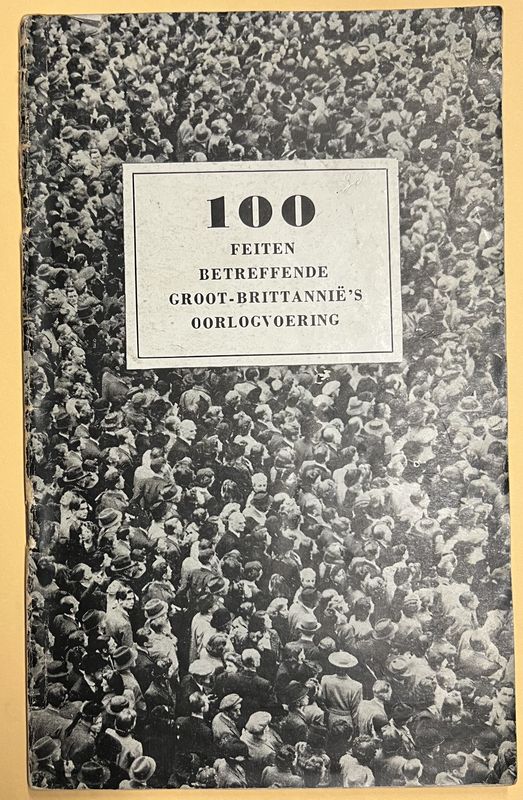 100
FEITEN
BETREFFENDE
GROOT-BRITTANNIË'S
OORLOGVOERING